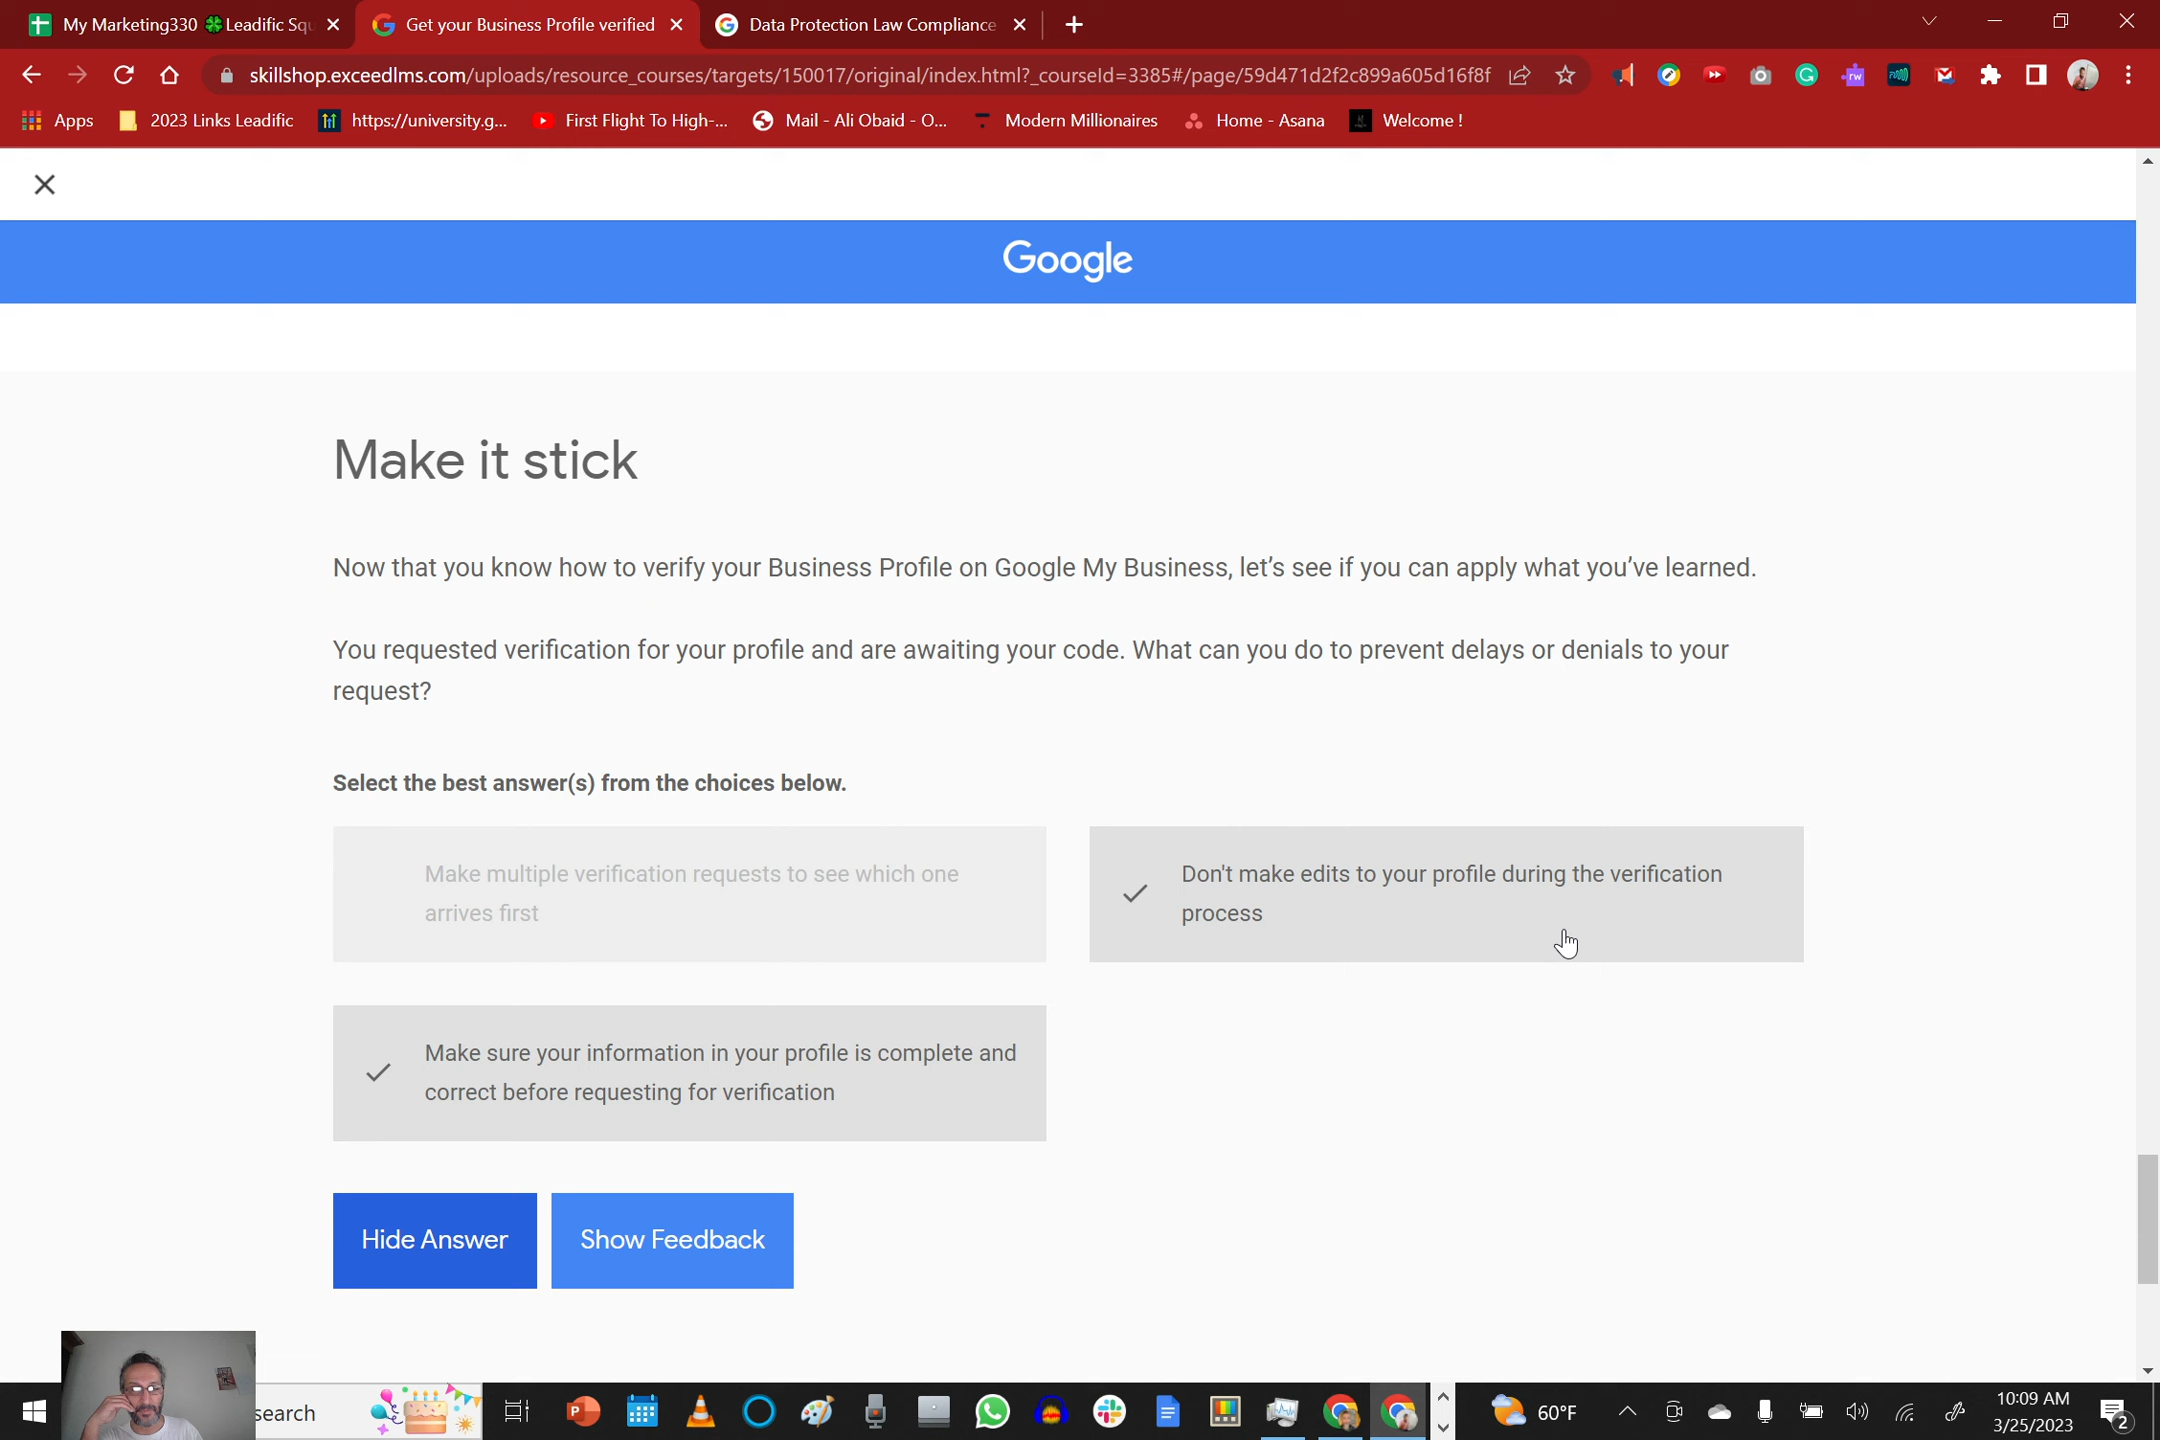 My Marketing330 🍀Leadific Squ
Get your Business Profile verified
Data Protection Law Compliance
skillshop.exceedlms.com/uploads/resource_courses/targets/150017/original/index.html?_courseId=3385#/page/59d471d2f2c899a605d16f8f
Apps
2023 Links Leadific
https://university.g...
First Flight To High-...
Mail - Ali Obaid - O...
Modern Millionaires
Home - Asana
Welcome !
Google
Make it stick
Now that you know how to verify your Business Profile on Google My Business, let's see if you can apply what you've learned.
You requested verification for your profile and are awaiting your code. What can you do to prevent delays or denials to your
request?
Select the best answer(s) from the choices below.
Make multiple verification requests to see which one
arrives first
Don't make edits to your profile during the verification
process
Make sure your information in your profile is complete and
correct before requesting for verification
Hide Answer
Show Feedback
search
60°F
10:09 AM
3/25/2023
2